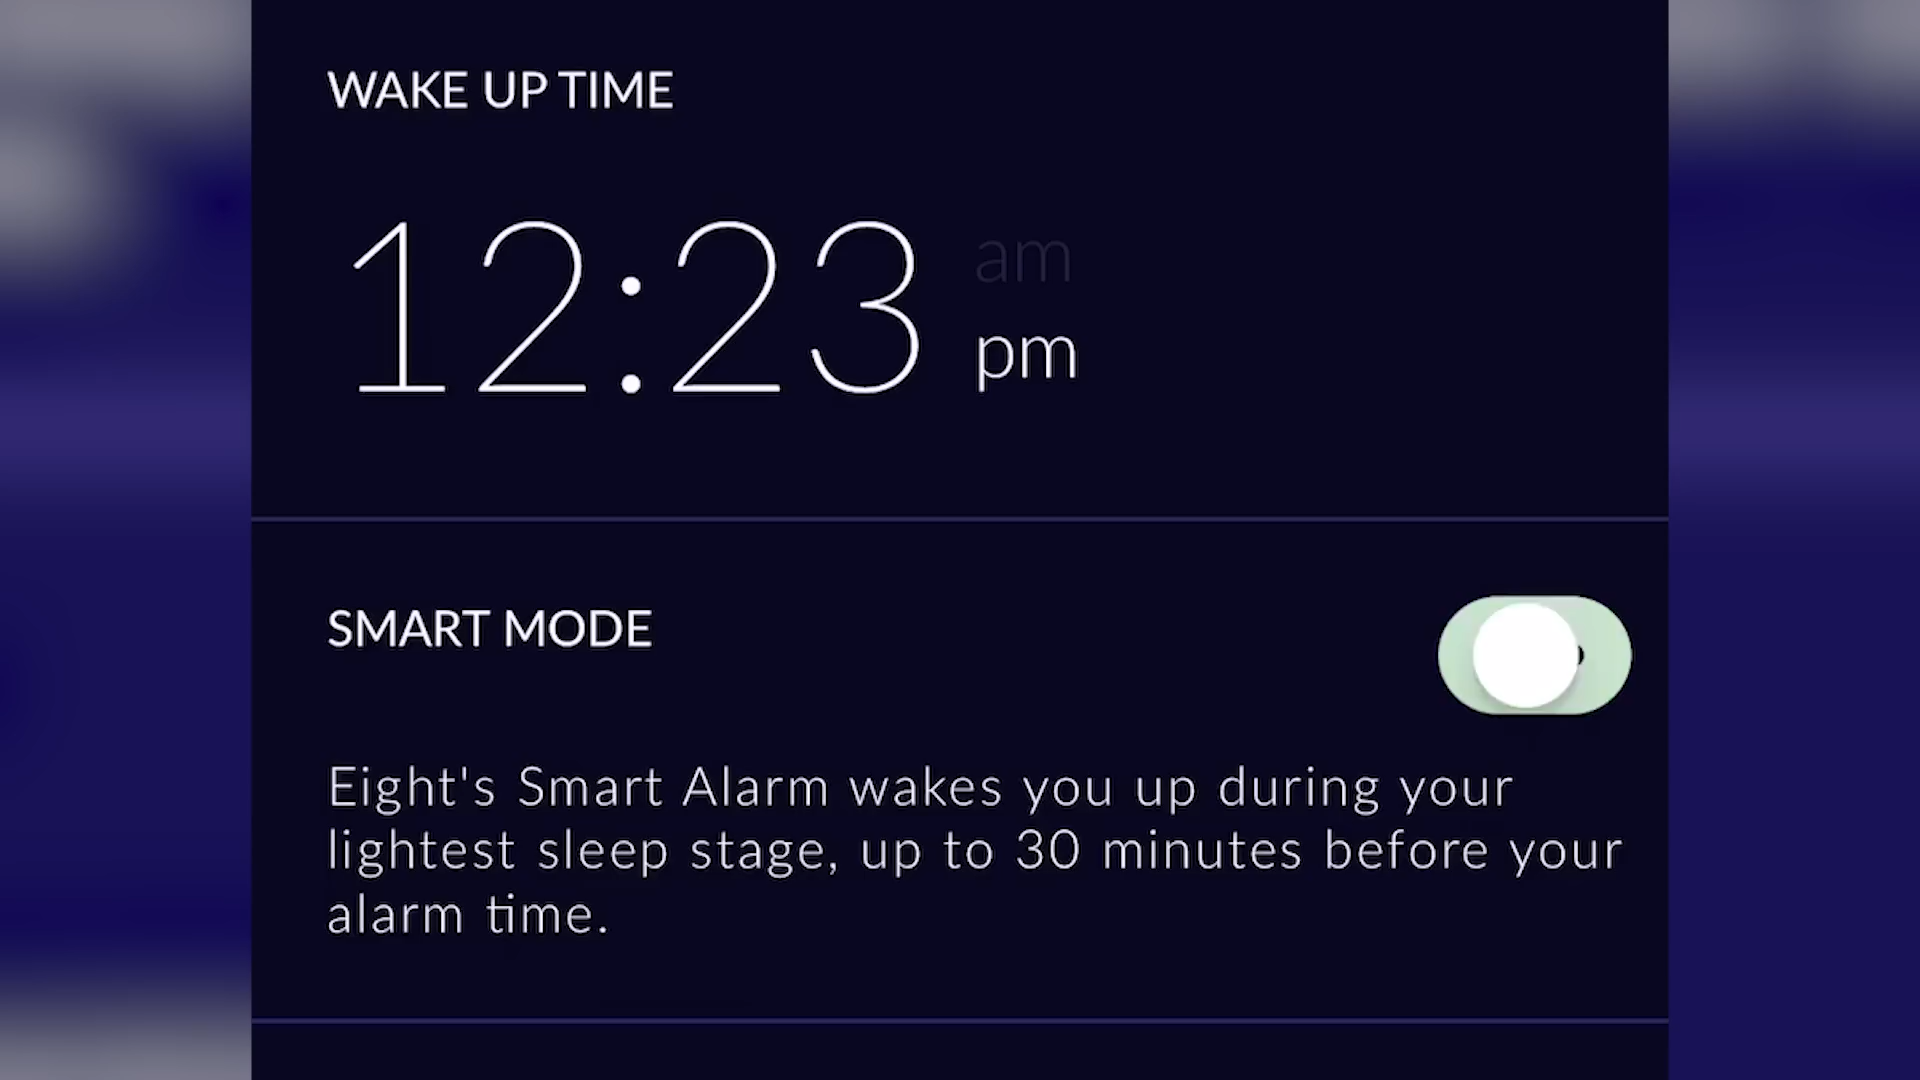 WAKE UP TIME
12:23
am
pm
SMART MODE
Eight's Smart Alarm wakes you up during your
lightest sleep stage, up to 30 minutes before your
alarm time.